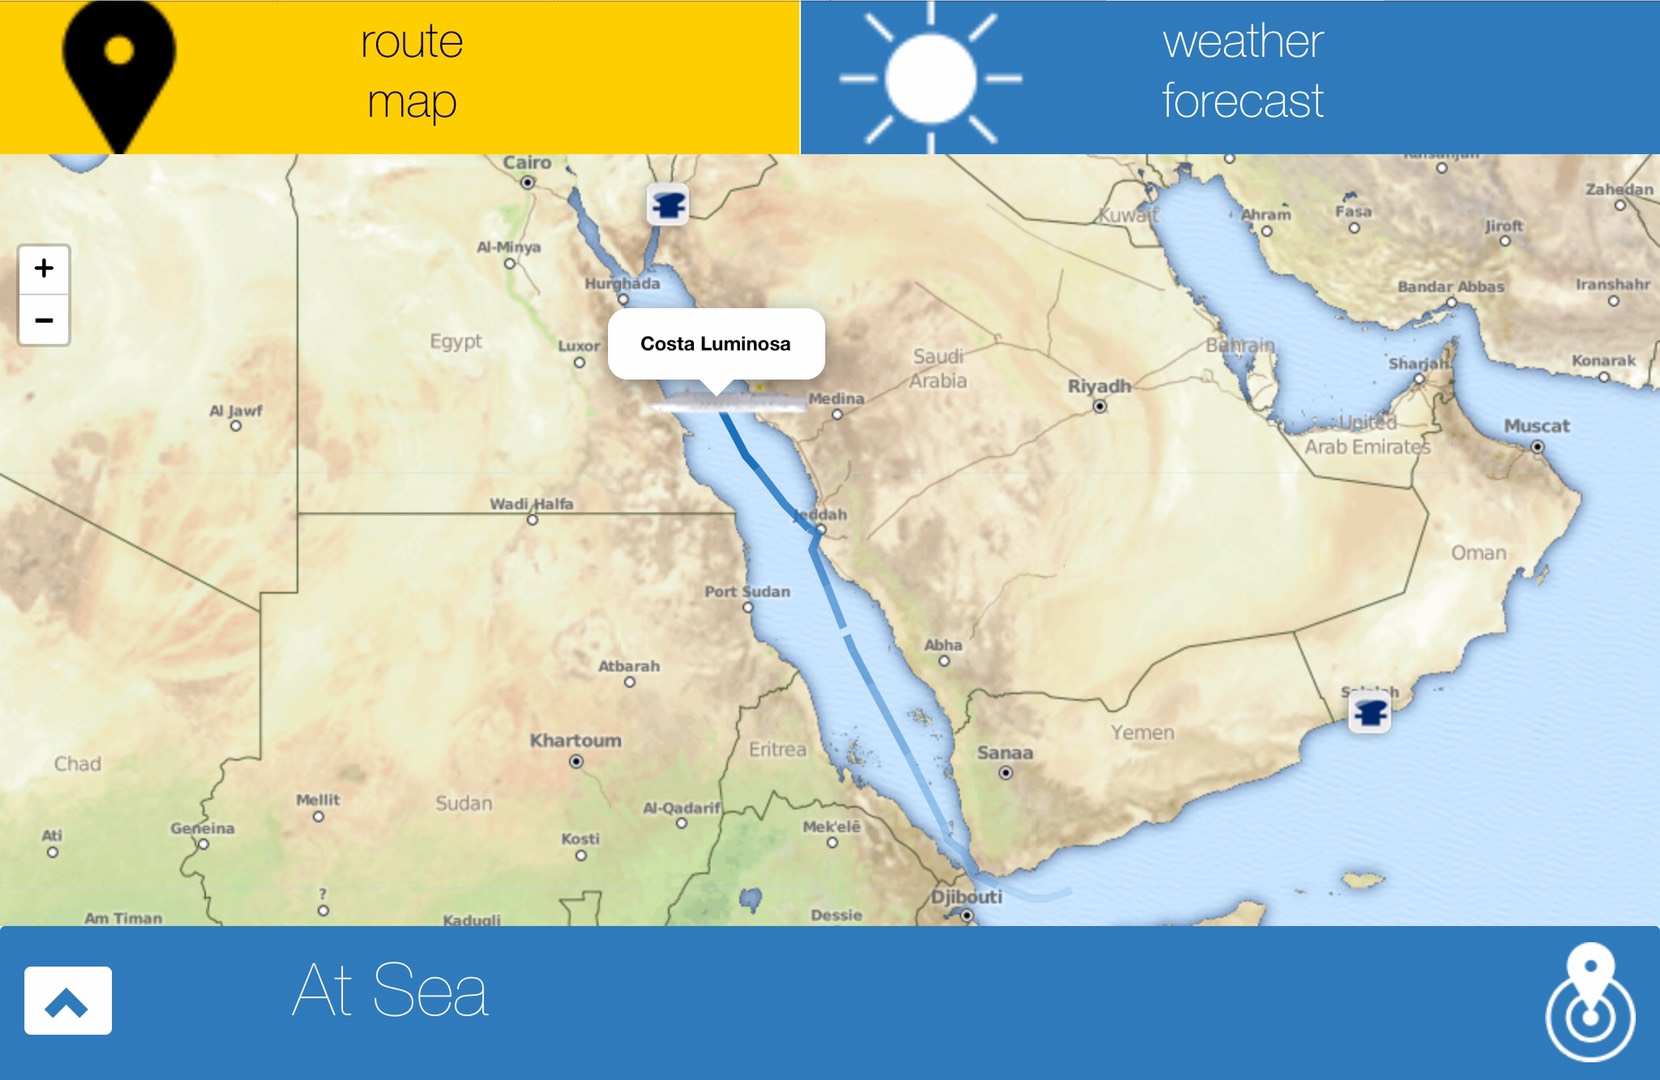 route
map
weather
forecast
Cairo
Kuwait
Zahedan
Ahram
Fasa
Jiroft
Al-Minya
Hurghada
Bandar Abbas
Iranshahr
+
−
Egypt
Luxor
Costa Luminosa
Saudi
Arabia
Bahrain
Sharjah
Konarak
Riyadh
Medina
Al Jawf
United
Arab Emirates
Muscat
Wadi Halfa
Jeddah
Oman
Port Sudan
Abha
Atbarah
Salalah
Khartoum
Eritrea
Sanaa
Yemen
Chad
Mellit
Sudan
Al-Qadarif
Geneina
Ati
Kosti
Mek'elē
?
Djibouti
Am Timan
Kadugli
Dessie
At Sea